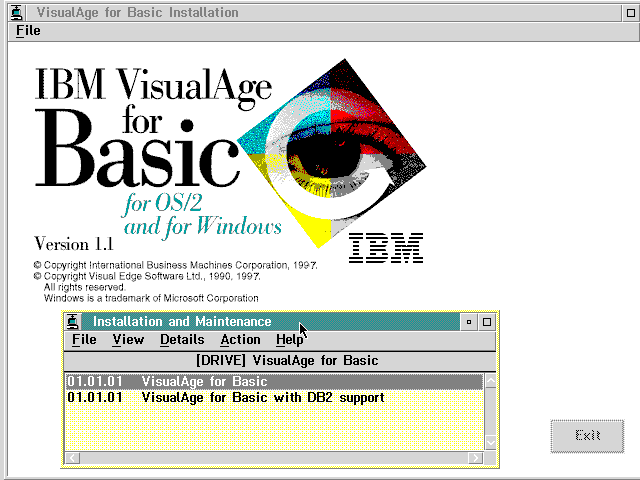 VisualAge for Basic Installation
File
IBM VisualAge
for
Basic
for OS/2
and for Windows
Version 1.1
IBM
© Copyright International Business Machines Corporation, 1997.
© Copyright Visual Edge Software Ltd., 1990, 1997.
All rights reserved.
Windows is a trademark of Microsoft Corporation
Installation and Maintenance
File View Details Action Help
[DRIVE] VisualAge for Basic
01.01.01 VisualAge for Basic
01.01.01 VisualAge for Basic with DB2 support
Exit